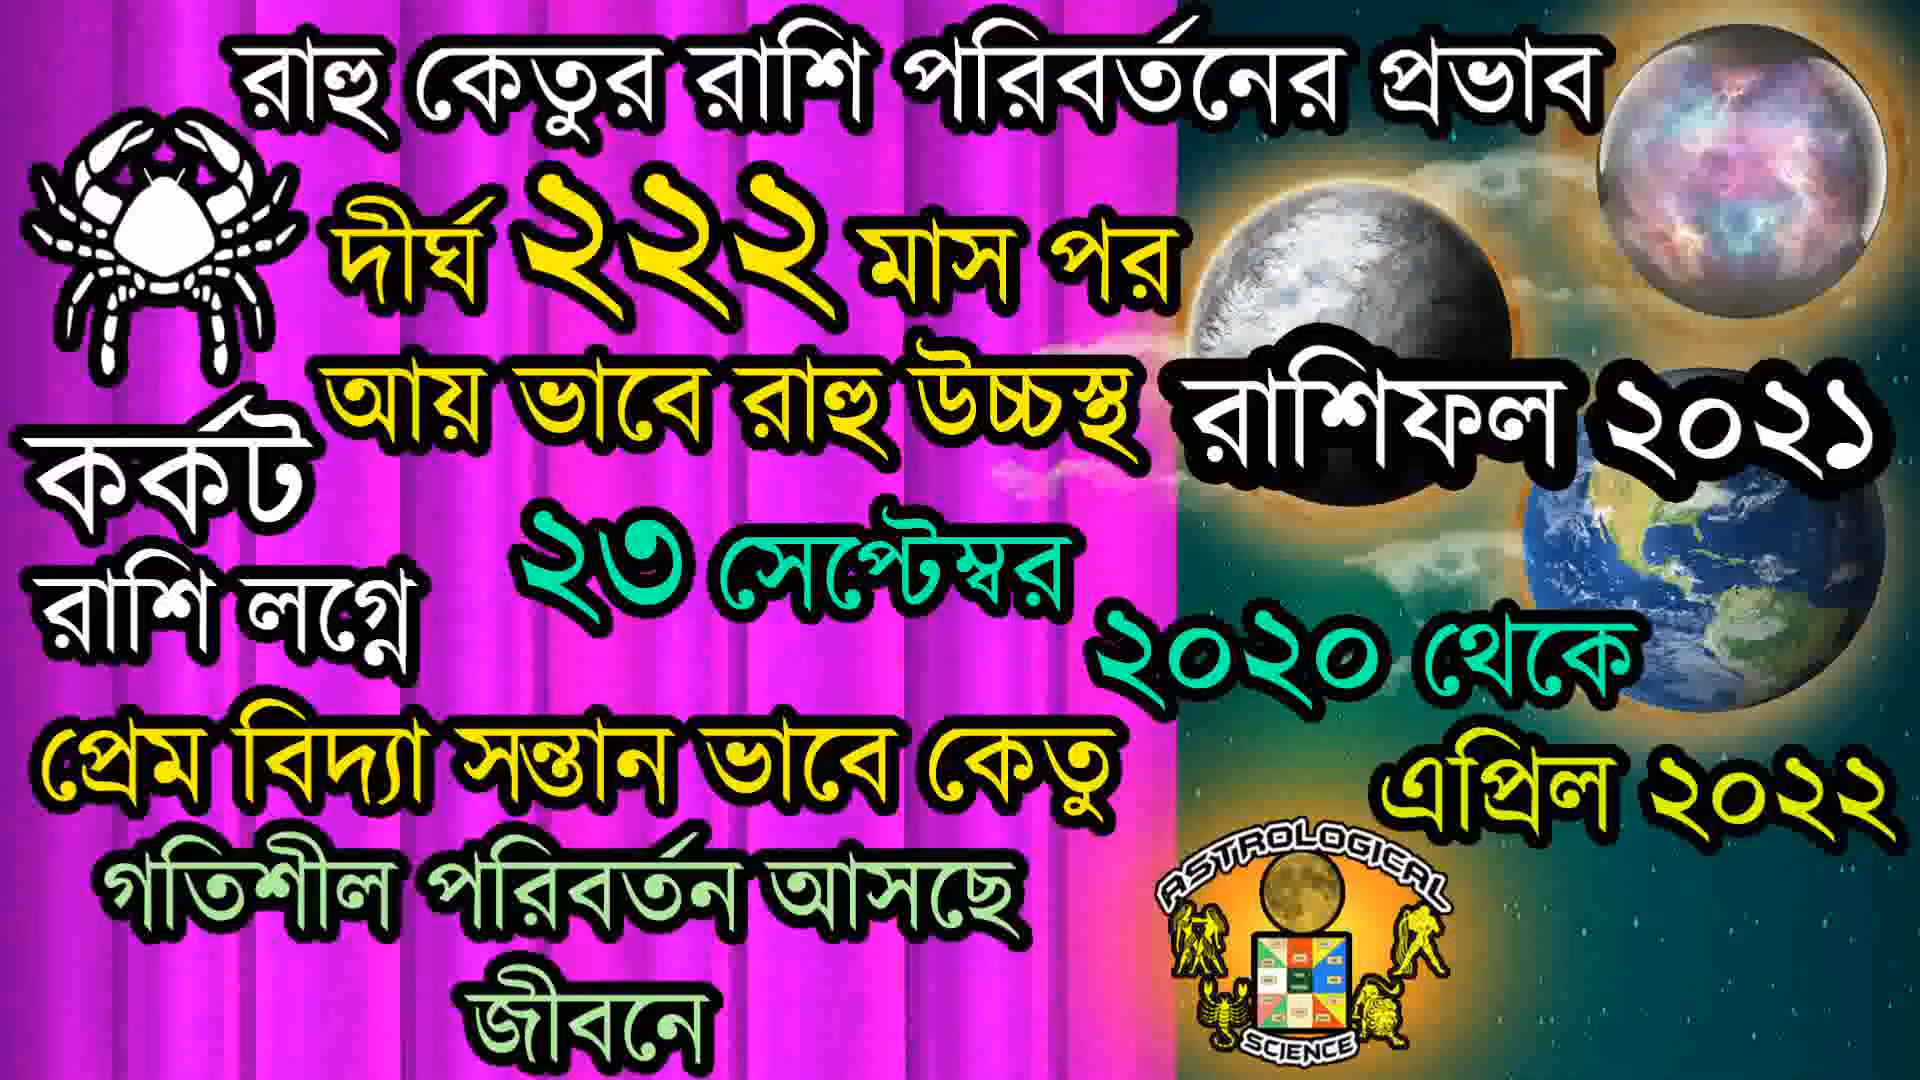 রাহু কেতুর রাশি পরিবর্তনের প্রভাব
দীর্ঘ ২২২ মাস পর
আয় ভাবে রাহু উচ্চস্থ
রাশিফল ২০২১
কর্কট
রাশি লগ্নে
২৩ সেপ্টেম্বর
২০২০ থেকে
প্রেম বিদ্যা সন্তান ভাবে কেতু
এপ্রিল ২০২২
গতিশীল পরিবর্তন আসছে
জীবনে
ASTROLOGICAL
SCIENCE